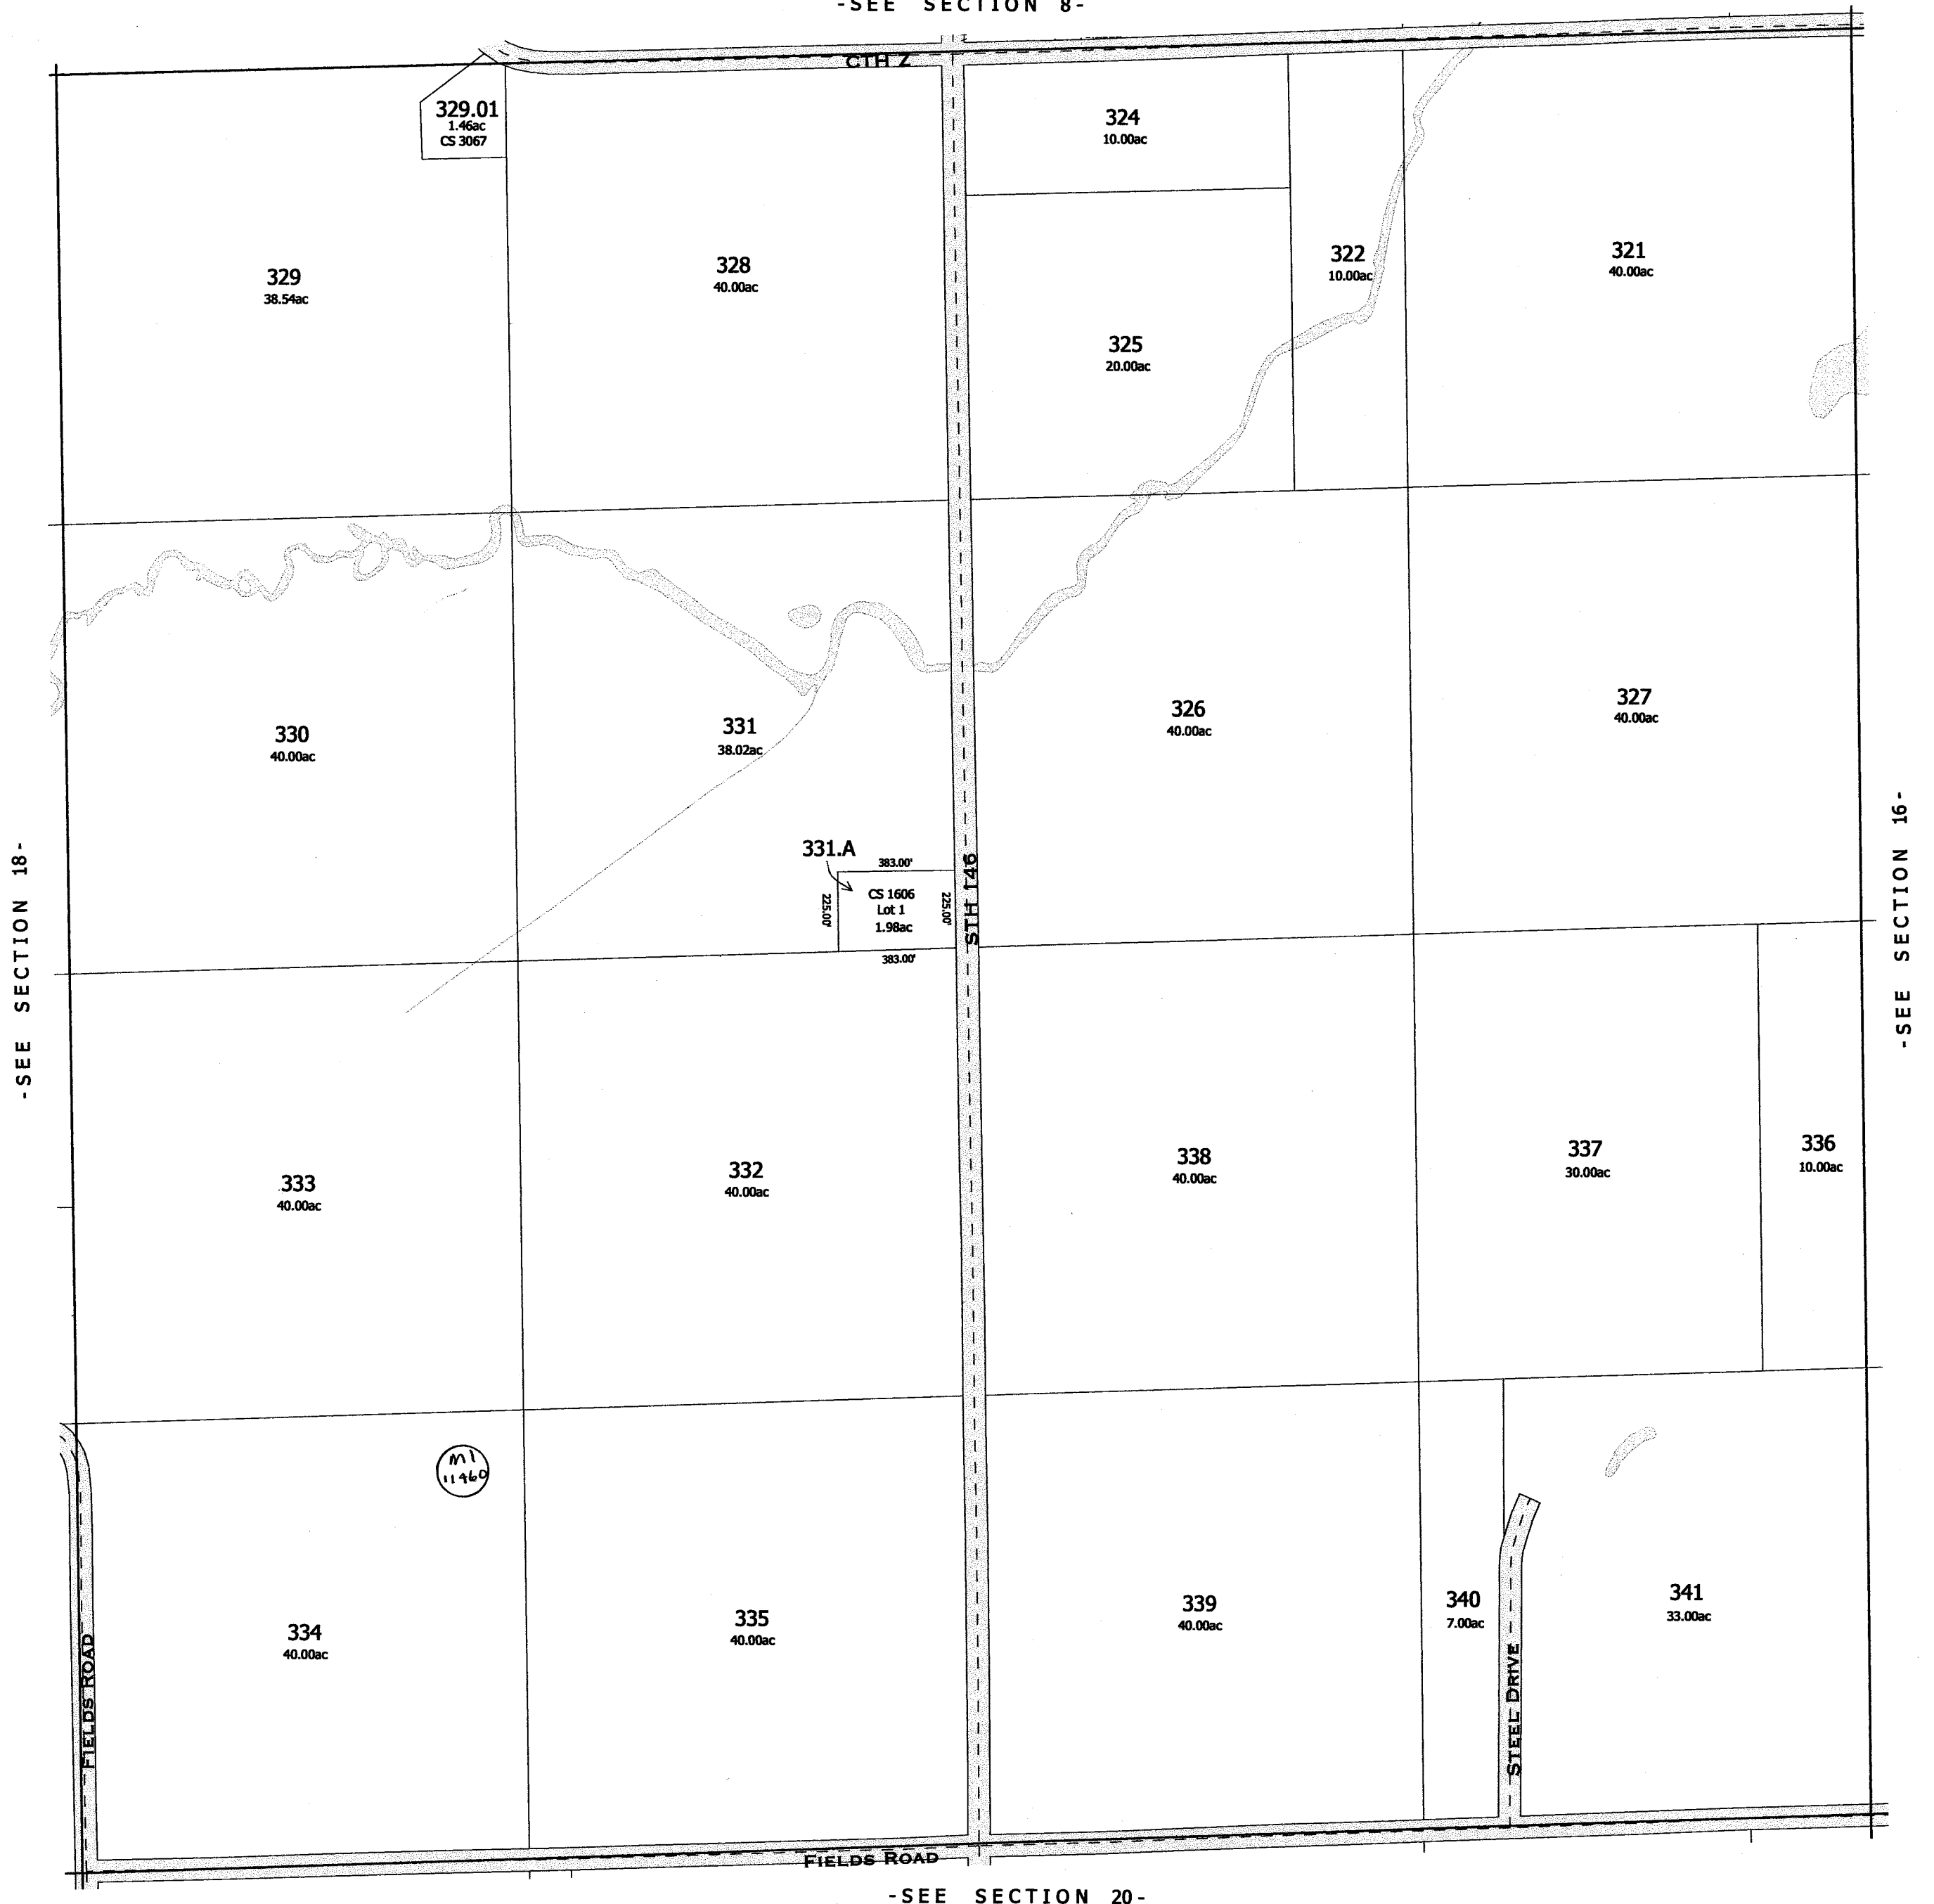 -SEE SECTION 8-
CTH Z
329.01
1.46ac
CS 3067
324
10.00ac
329
38.54ac
328
40.00ac
322
10.00ac
321
40.00ac
325
20.00ac
330
40.00ac
331
38.02ac
326
40.00ac
327
40.00ac
331.A
383.00'
CS 1606
Lot 1
1.98ac
225.00'
225.00'
383.00'
STH 146
-SEE SECTION 18-
-SEE SECTION 16-
333
40.00ac
332
40.00ac
338
40.00ac
337
30.00ac
336
10.00ac
M1
11460
334
40.00ac
335
40.00ac
339
40.00ac
340
7.00ac
341
33.00ac
FIELDS ROAD
STEEL DRIVE
FIELDS ROAD
-SEE SECTION 20-